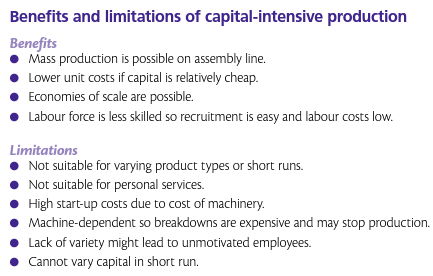 Benefits and limitations of capital-intensive production
Benefits
● Mass production is possible on assembly line.
● Lower unit costs if capital is relatively cheap.
● Economies of scale are possible.
● Labour force is less skilled so recruitment is easy and labour costs low.
Limitations
● Not suitable for varying product types or short runs.
● Not suitable for personal services.
● High start-up costs due to cost of machinery.
● Machine-dependent so breakdowns are expensive and may stop production.
● Lack of variety might lead to unmotivated employees.
● Cannot vary capital in short run.